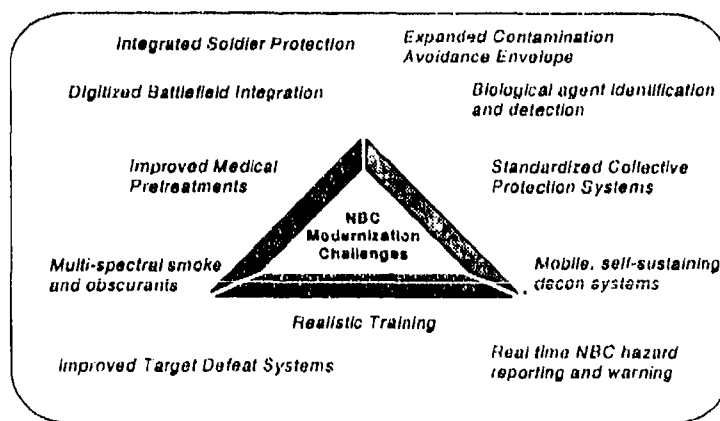 Integrated Soldier Protection
Expanded Contamination
Avoidance Envelope
Digitized Battlefield Integration
Biological agent identification
and detection
Improved Medical
Pretreatments
Standardized Collective
Protection Systems
NBC
Modernization
Challenges
Multi-spectral smoke
and obscurants
Mobile, self-sustaining
decon systems
Realistic Training
Improved Target Defeat Systems
Real time NBC hazard
reporting and warning